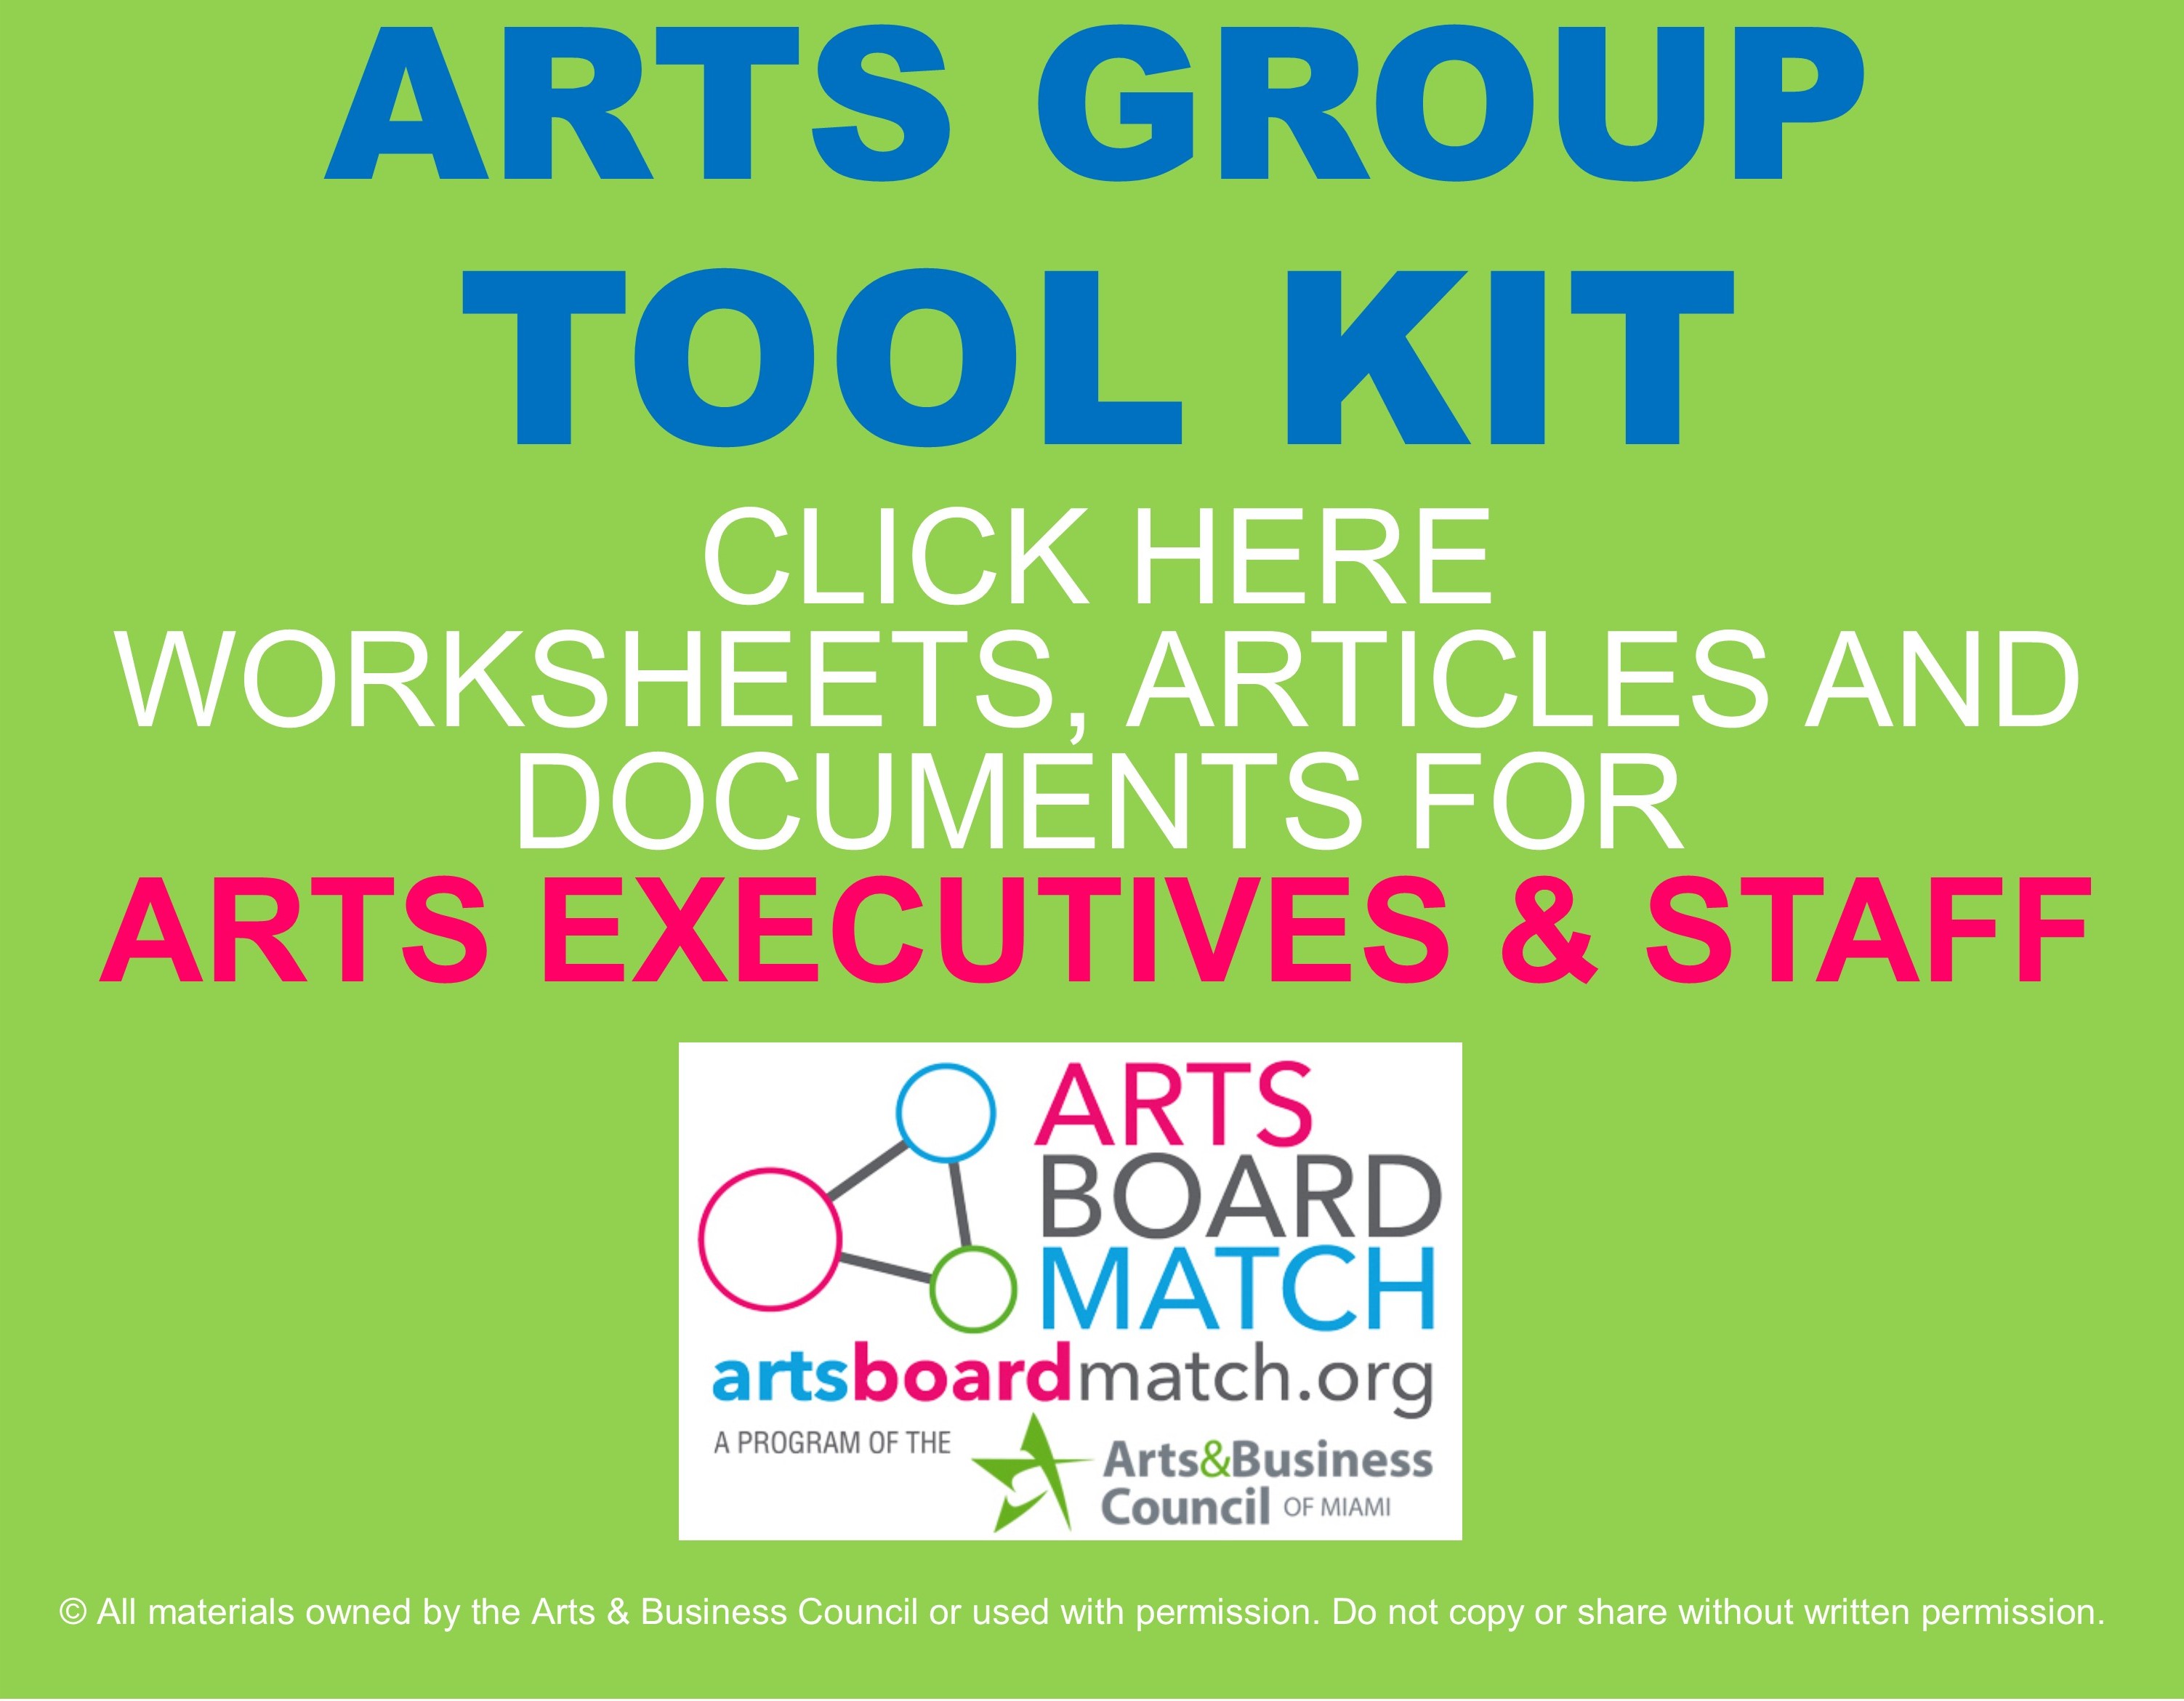 ARTS GROUP
TOOL KIT
CLICK HERE
WORKSHEETS, ARTICLES AND
DOCUMENTS FOR
ARTS EXECUTIVES & STAFF
ARTS
BOARD
MATCH
artsboardmatch.org
A PROGRAM OF THE
Arts&Business
Council OF MIAMI
© All materials owned by the Arts & Business Council or used with permission. Do not copy or share without written permission.